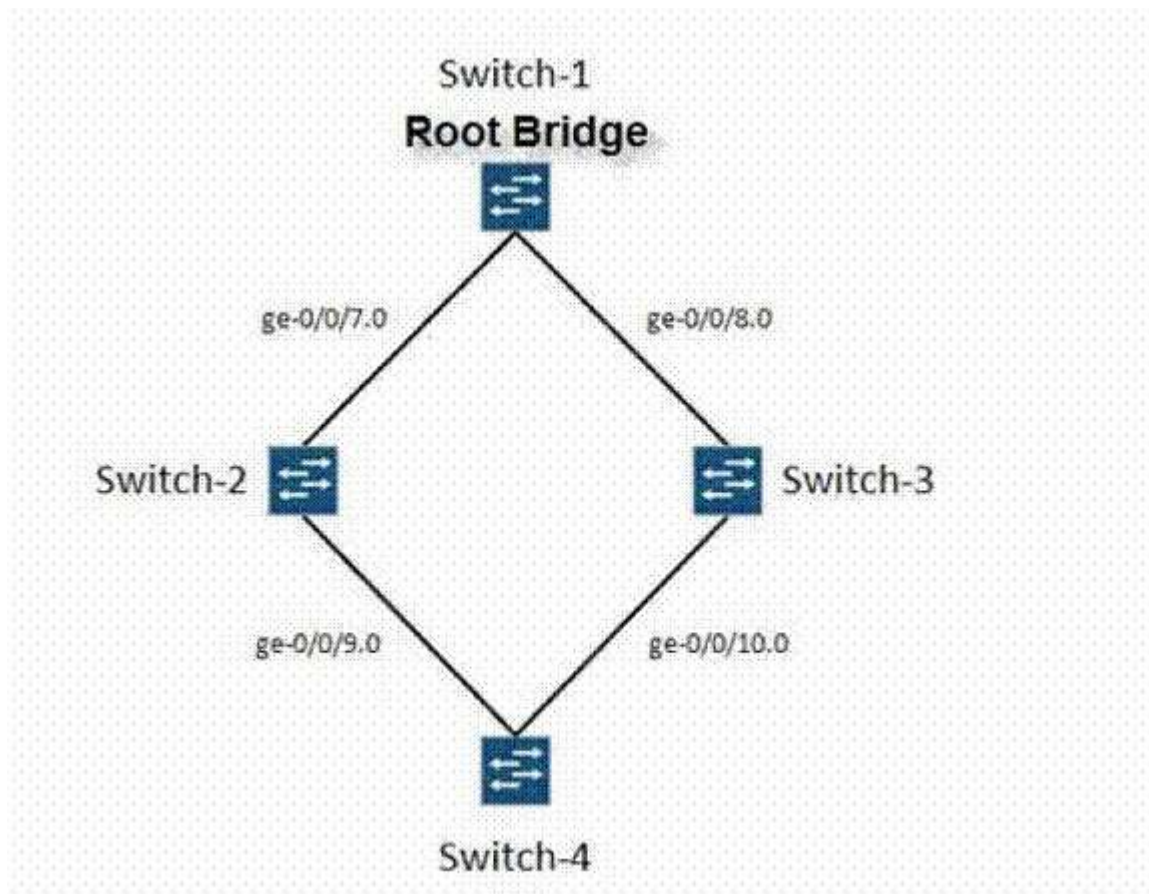 Switch-1
Root Bridge
ge-0/0/7.0
ge-0/0/8.0
Switch-2
Switch-3
ge-0/0/9.0
ge-0/0/10.0
Switch-4